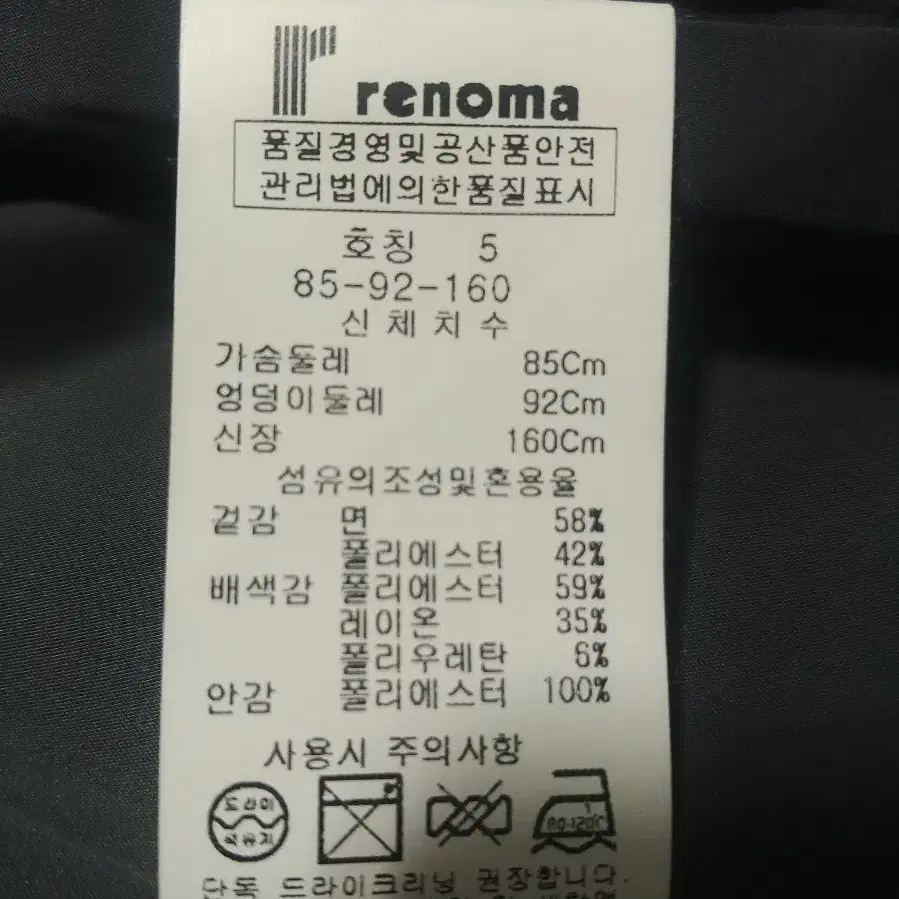 renoma
품질경영및공산품안전
관리법에의한품질표시
호칭 5
85-92-160
신체치수
가슴둘레 85Cm
엉덩이둘레 92Cm
신장 160Cm
섬유의조성및혼용율
겉감 면 58%
폴리에스터 42%
배색감 폴리에스터 59%
레이온 35%
폴리우레탄 6%
안감 폴리에스터 100%
사용시 주의사항
드라이
석유지
80-120℃
단독 드라이크리닝 권장합니다.